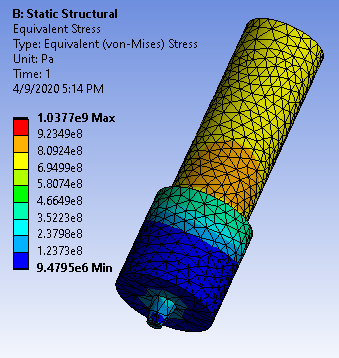 B: Static Structural
Equivalent Stress
Type: Equivalent (von-Mises) Stress
Unit: Pa
Time: 1
4/9/2020 5:14 PM
1.0377e9 Max
9.2349e8
8.0924e8
6.9499e8
5.8074e8
4.6649e8
3.5223e8
2.3798e8
1.2373e8
9.4795e6 Min